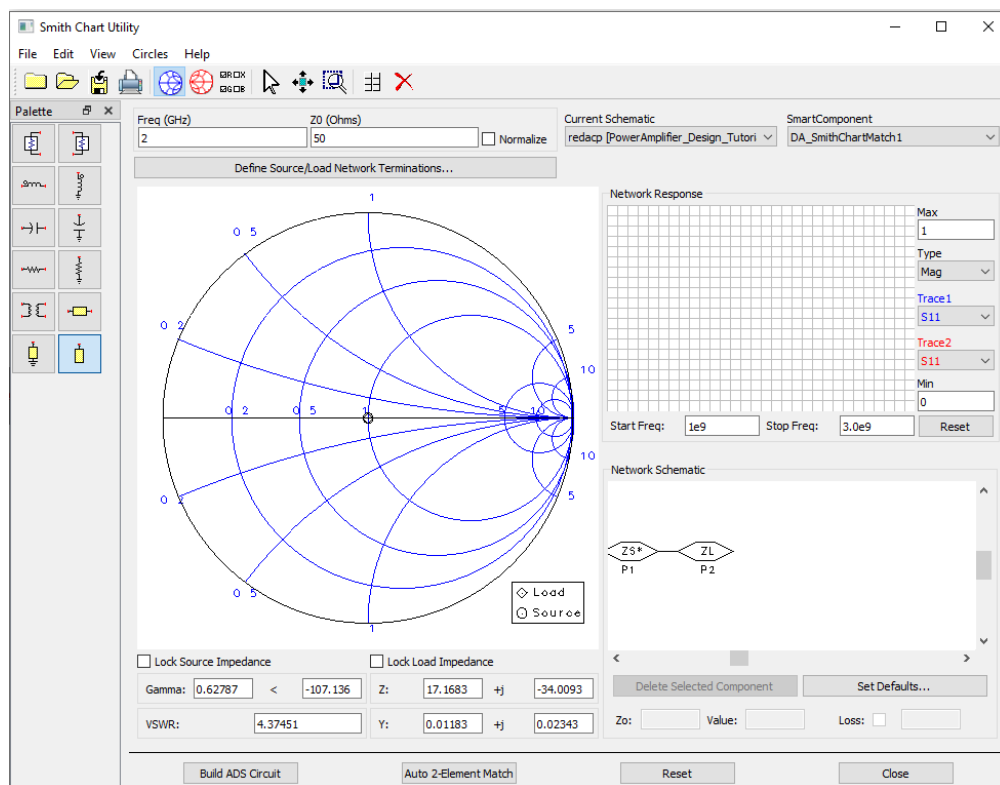 Smith Chart Utility
File Edit View Circles Help
Palette
Freq (GHz) Z0 (Ohms)
2 50 Normalize
Current Schematic SmartComponent
redacp [PowerAmplifier_Design_Tutori DA_SmithChartMatch1
Define Source/Load Network Terminations...
1
0 5
0 2 5
10
0 2 0 5 1 5 10
10
0 2 5
0 5
1
Load
Source
Network Response
Max
1
Type
Mag
Trace1
S11
Trace2
S11
Min
0
Start Freq: 1e9 Stop Freq: 3.0e9 Reset
Network Schematic
ZS* ZL
P1 P2
Lock Source Impedance Lock Load Impedance
Gamma: 0.62787 < -107.136 Z: 17.1683 +j -34.0093
VSWR: 4.37451 Y: 0.01183 +j 0.02343
Delete Selected Component Set Defaults...
Zo: Value: Loss:
Build ADS Circuit Auto 2-Element Match Reset Close